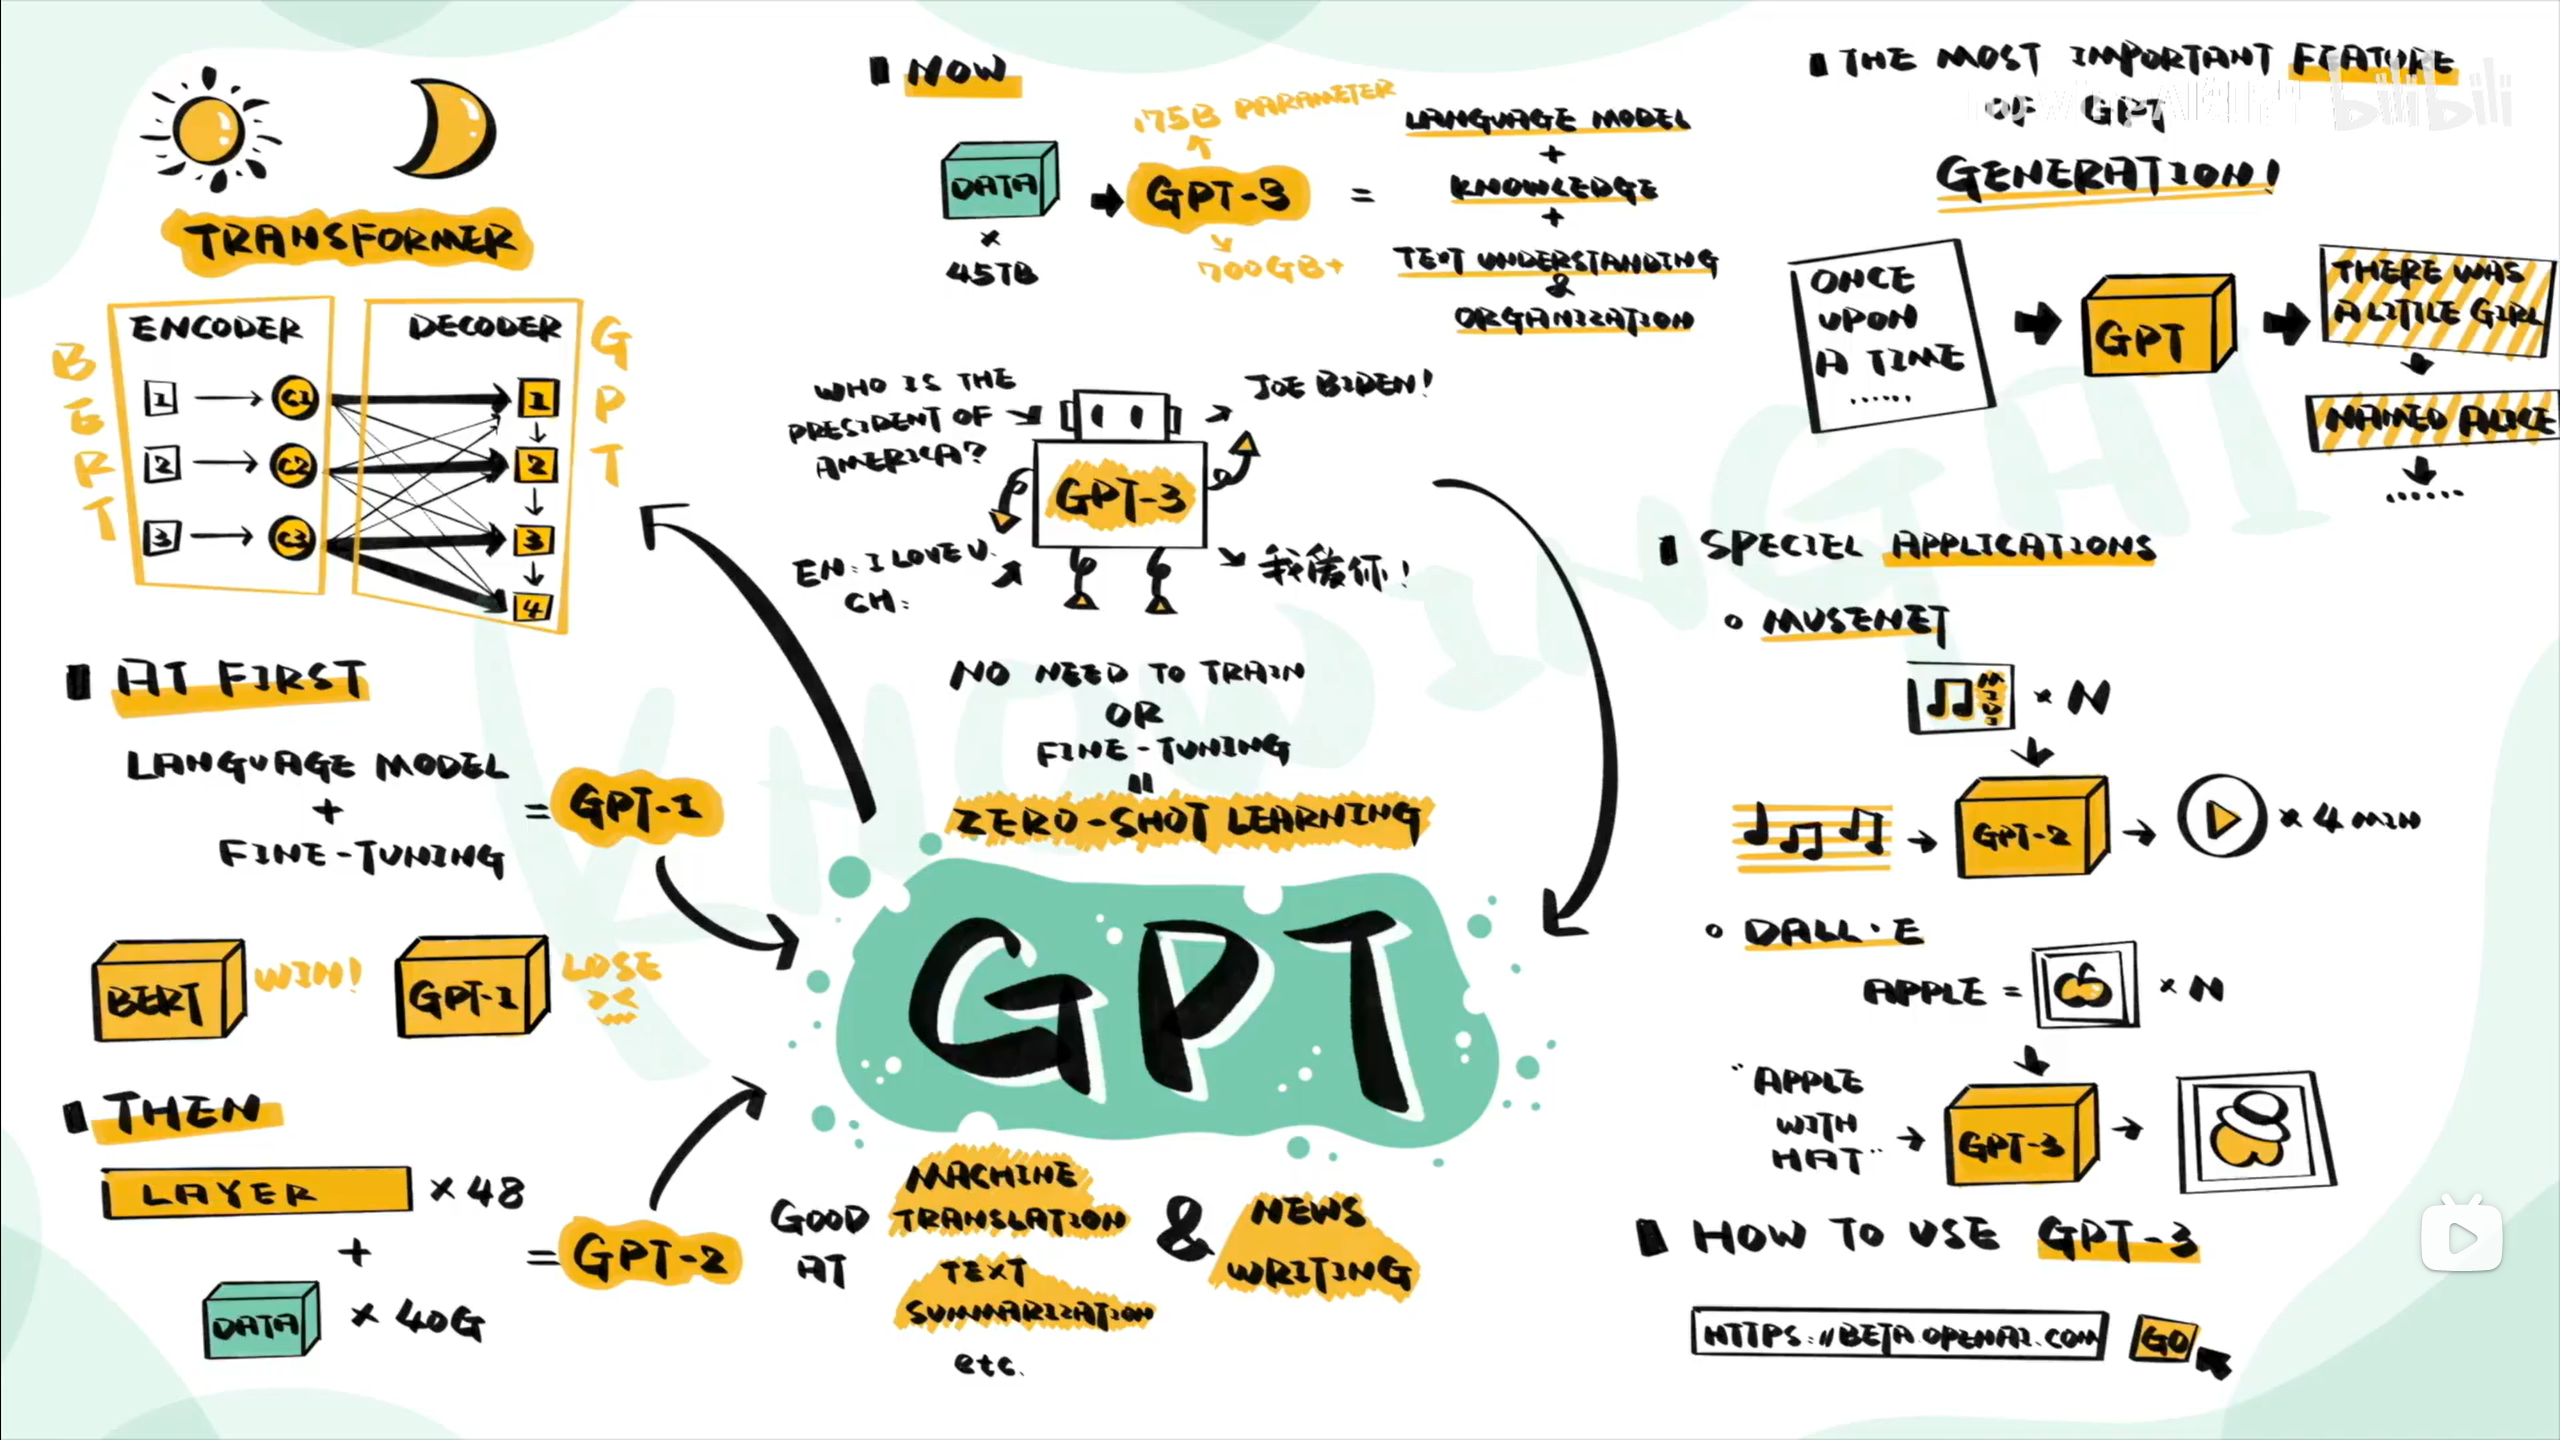 TRANSFORMER
ENCODER
DECODER
BERT
GPT
1
C1
1
2
C2
2
3
C3
3
4
AT FIRST
LANGUAGE MODEL
+
FINE-TUNING
= GPT-1
BERT
WIN!
GPT-1
LOSE
THEN
LAYER × 48
+
DATA × 40G
= GPT-2
NOW
DATA
×
45TB
175B PARAMETER
GPT-3
700GB+
=
LANGUAGE MODEL
+
KNOWLEDGE
+
TEXT UNDERSTANDING
&
ORGANIZATION
WHO IS THE
PRESIDENT OF
AMERICA?
JOE BIDEN!
GPT-3
EN: I LOVE U.
CH:
我爱你!
NO NEED TO TRAIN
OR
FINE-TUNING
=
ZERO-SHOT LEARNING
GPT
GOOD
AT
MACHINE
TRANSLATION
TEXT
SUMMARIZATION
etc.
&
NEWS
WRITING
THE MOST IMPORTANT FEATURE
OF GPT
bilibili
GENERATION!
ONCE
UPON
A TIME
......
GPT
THERE WAS
A LITTLE GIRL
NAMED ALICE
......
SPECIEL APPLICATIONS
MUSENET
MIDI
× N
GPT-2
× 4 MIN
DALL·E
APPLE =
× N
"APPLE
WITH
HAT"
GPT-3
HOW TO USE GPT-3
HTTPS://BETA.OPENAI.COM
GO
KNOWINGAI